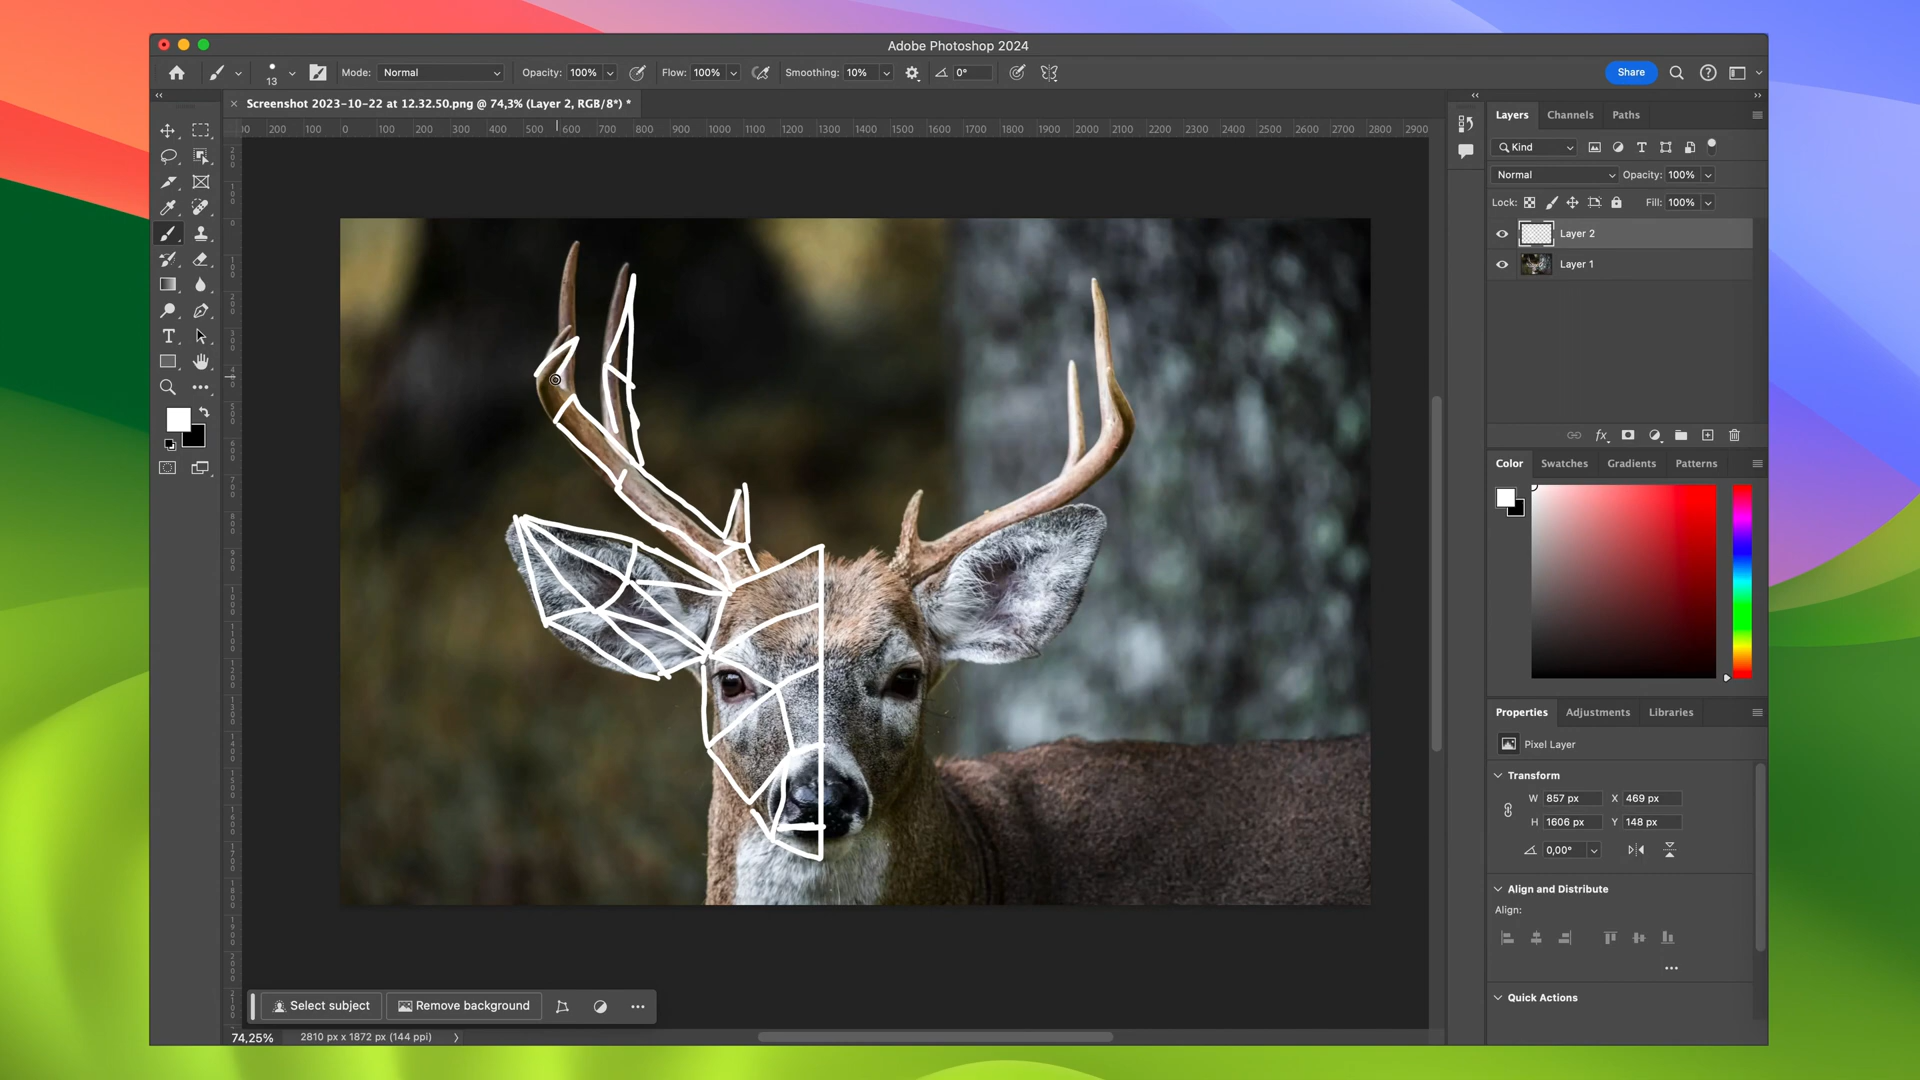 Adobe Photoshop 2024
13
Mode: Normal
Opacity: 100%
Flow: 100%
Smoothing: 10%
0°
Share
Screenshot 2023-10-22 at 12.32.50.png @ 74,3% (Layer 2, RGB/8*) *
200 100 0 100 200 300 400 500 600 700 800 900 1000 1100 1200 1300 1400 1500 1600 1700 1800 1900 2000 2100 2200 2300 2400 2500 2600 2700 2800 2900
Layers Channels Paths
Kind
Normal
Opacity: 100%
Lock:
Fill: 100%
Layer 2
Layer 1
fx
Color Swatches Gradients Patterns
Properties Adjustments Libraries
Pixel Layer
Transform
W 857 px X 469 px
H 1606 px Y 148 px
0,00°
Align and Distribute
Align:
Quick Actions
Select subject
Remove background
74,25%
2810 px x 1872 px (144 ppi)